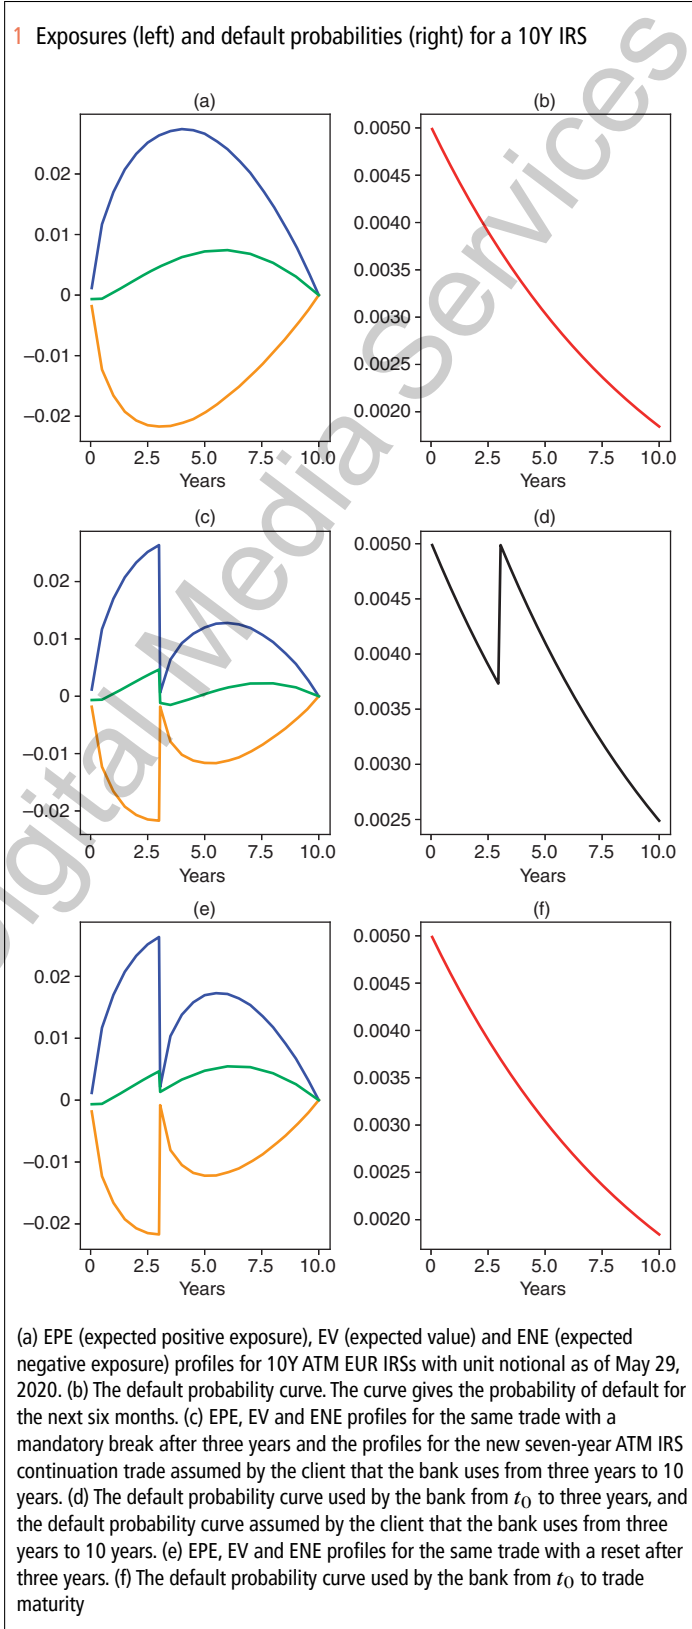 1 Exposures (left) and default probabilities (right) for a 10Y IRS
(a)
0.02
0.01
0
–0.01
–0.02
0 2.5 5.0 7.5 10.0
Years
(b)
0.0050
0.0045
0.0040
0.0035
0.0030
0.0025
0.0020
0 2.5 5.0 7.5 10.0
Years
(c)
0.02
0.01
0
–0.01
–0.02
0 2.5 5.0 7.5 10.0
Years
(d)
0.0050
0.0045
0.0040
0.0035
0.0030
0.0025
0 2.5 5.0 7.5 10.0
Years
(e)
0.02
0.01
0
–0.01
–0.02
0 2.5 5.0 7.5 10.0
Years
(f)
0.0050
0.0045
0.0040
0.0035
0.0030
0.0025
0.0020
0 2.5 5.0 7.5 10.0
Years
(a) EPE (expected positive exposure), EV (expected value) and ENE (expected
negative exposure) profiles for 10Y ATM EUR IRSs with unit notional as of May 29,
2020. (b) The default probability curve. The curve gives the probability of default for
the next six months. (c) EPE, EV and ENE profiles for the same trade with a
mandatory break after three years and the profiles for the new seven-year ATM IRS
continuation trade assumed by the client that the bank uses from three years to 10
years. (d) The default probability curve used by the bank from t0 to three years, and
the default probability curve assumed by the client that the bank uses from three
years to 10 years. (e) EPE, EV and ENE profiles for the same trade with a reset after
three years. (f) The default probability curve used by the bank from t0 to trade
maturity
Digital Media Services